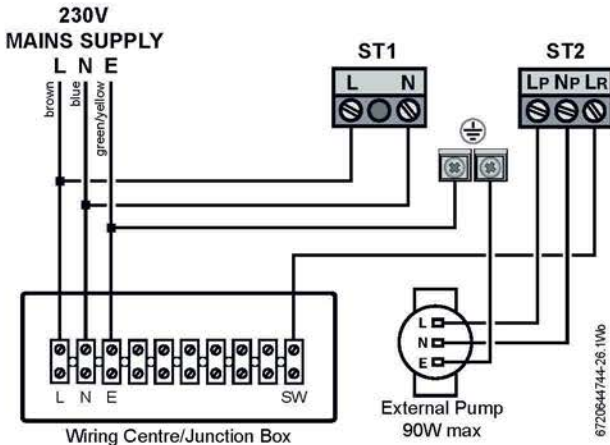 230V
MAINS SUPPLY
L N E
brown
blue
green/yellow
ST1
L N
ST2
LP NP LR
L
N
E
External Pump
90W max
L N E SW
Wiring Centre/Junction Box
6720644744-26.1Wo